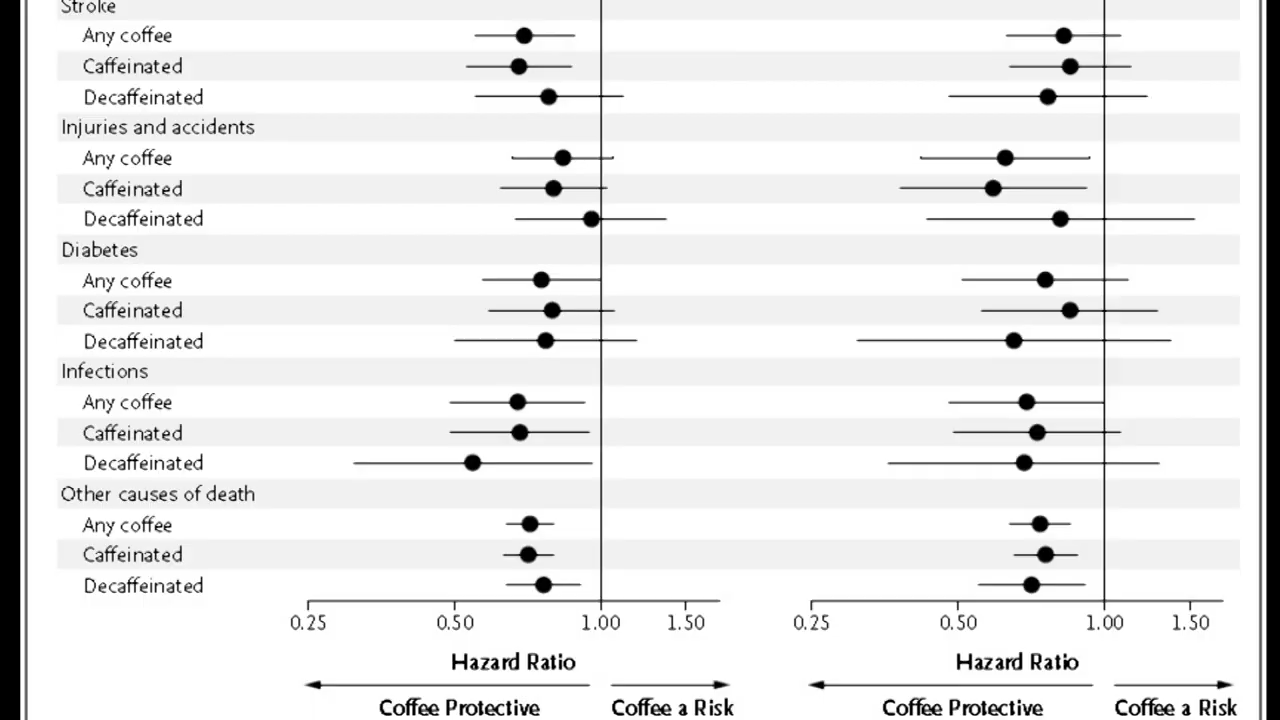 Stroke
Any coffee
Caffeinated
Decaffeinated
Injuries and accidents
Any coffee
Caffeinated
Decaffeinated
Diabetes
Any coffee
Caffeinated
Decaffeinated
Infections
Any coffee
Caffeinated
Decaffeinated
Other causes of death
Any coffee
Caffeinated
Decaffeinated
0.25 0.50 1.00 1.50 0.25 0.50 1.00 1.50
Hazard Ratio Hazard Ratio
Coffee Protective Coffee a Risk Coffee Protective Coffee a Risk